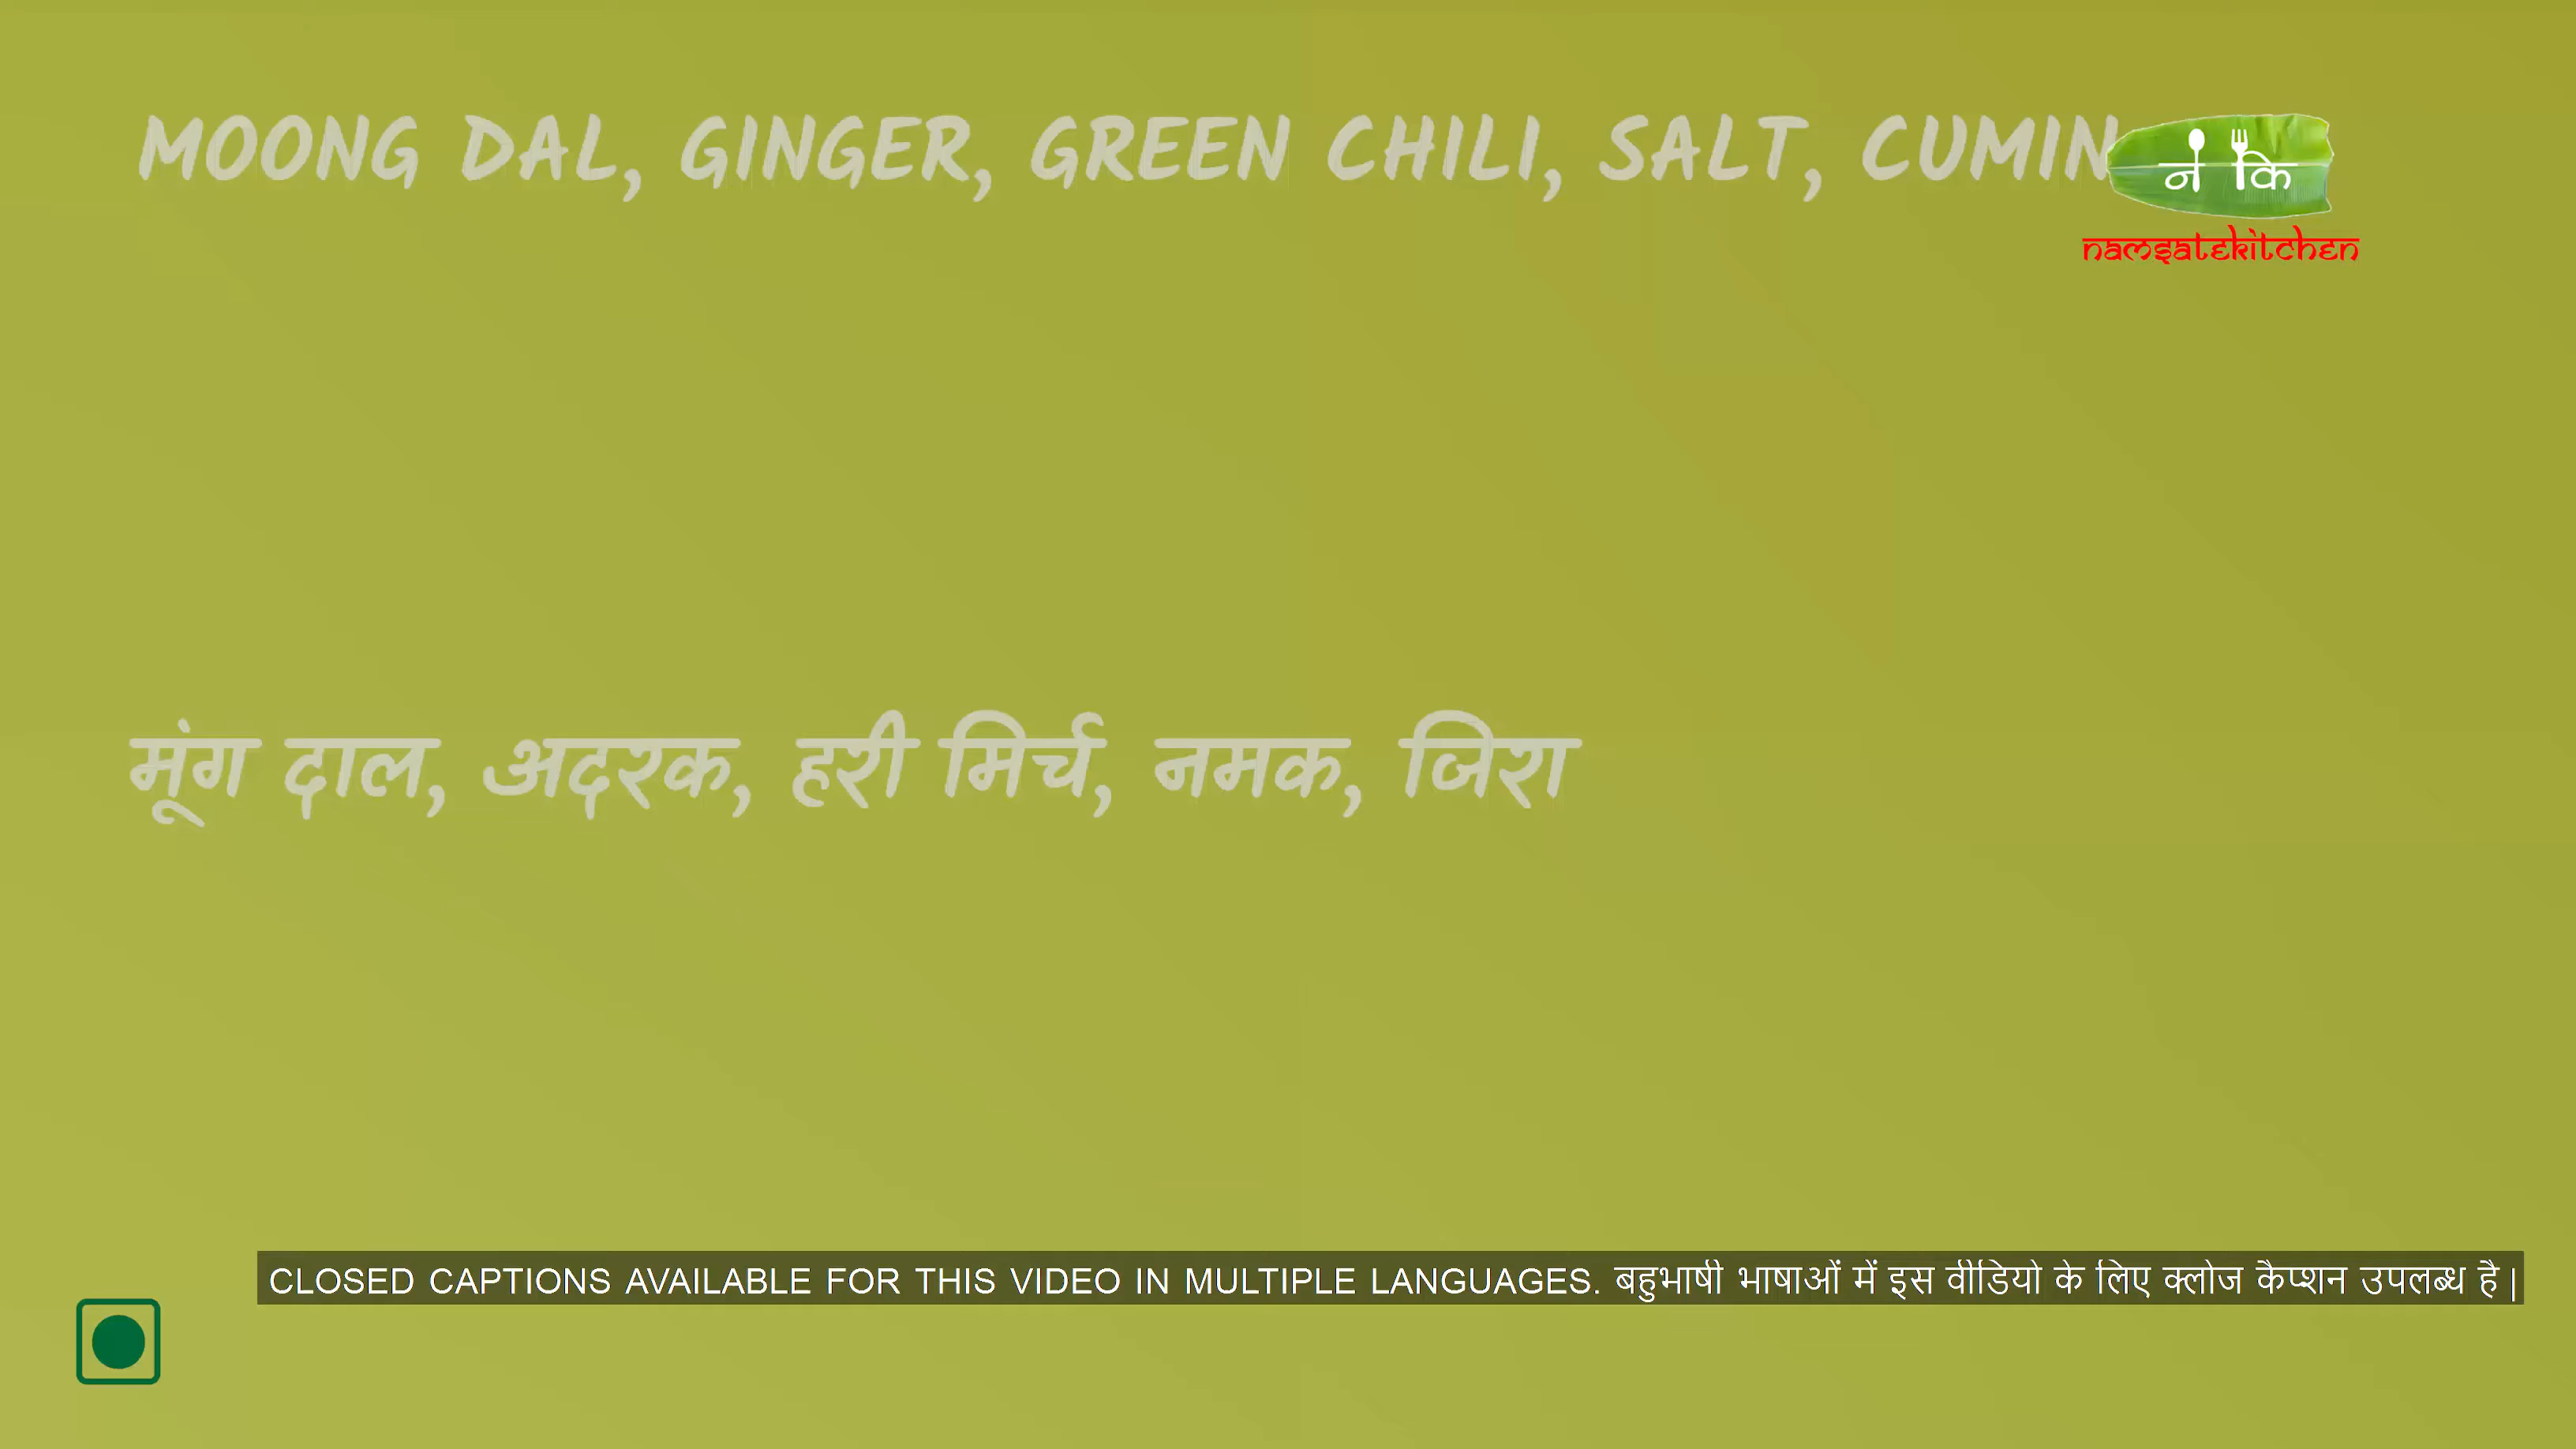 MOONG DAL, GINGER, GREEN CHILI, SALT, CUMIN
न कि
namsatekitchen
मूंग दाल, अदरक, हरी मिर्च, नमक, जिरा
CLOSED CAPTIONS AVAILABLE FOR THIS VIDEO IN MULTIPLE LANGUAGES. बहुभाषी भाषाओं में इस वीडियो के लिए क्लोज कैप्शन उपलब्ध है |